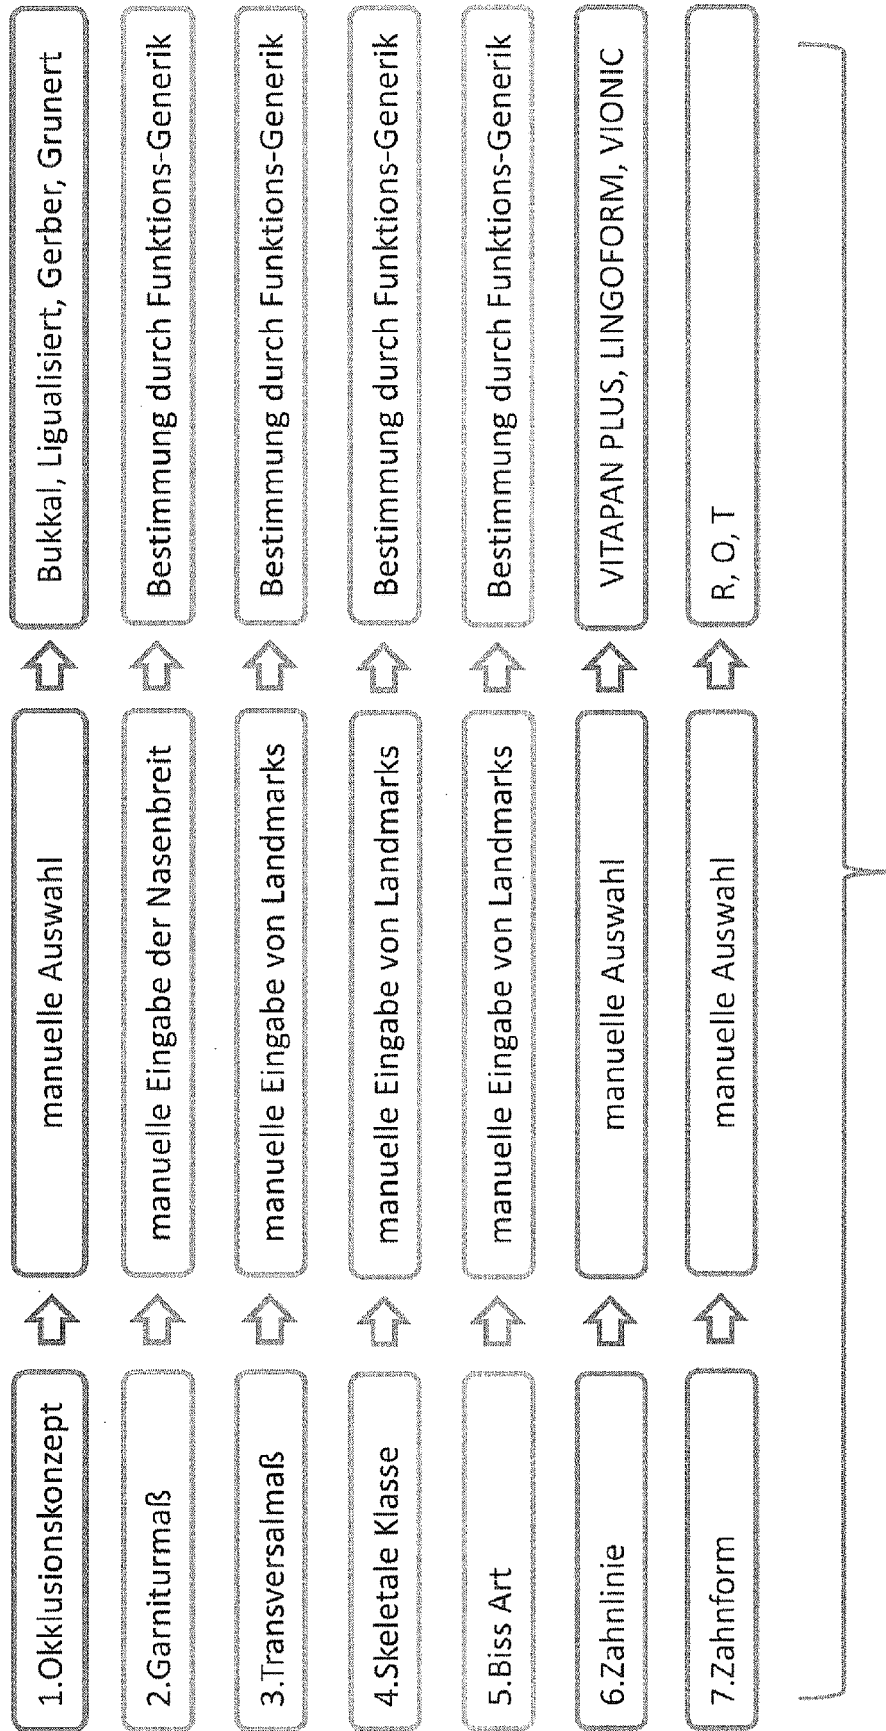 1.Okklusionskonzept
manuelle Auswahl
Bukkal, Ligualisiert, Gerber, Grunert
2.Garniturmaß
manuelle Eingabe der Nasenbreit
Bestimmung durch Funktions-Generik
3.Transversalmaß
manuelle Eingabe von Landmarks
Bestimmung durch Funktions-Generik
4.Skeletale Klasse
manuelle Eingabe von Landmarks
Bestimmung durch Funktions-Generik
5.Biss Art
manuelle Eingabe von Landmarks
Bestimmung durch Funktions-Generik
6.Zahnlinie
manuelle Auswahl
VITAPAN PLUS, LINGOFORM, VIONIC
7.Zahnform
manuelle Auswahl
R, O, T